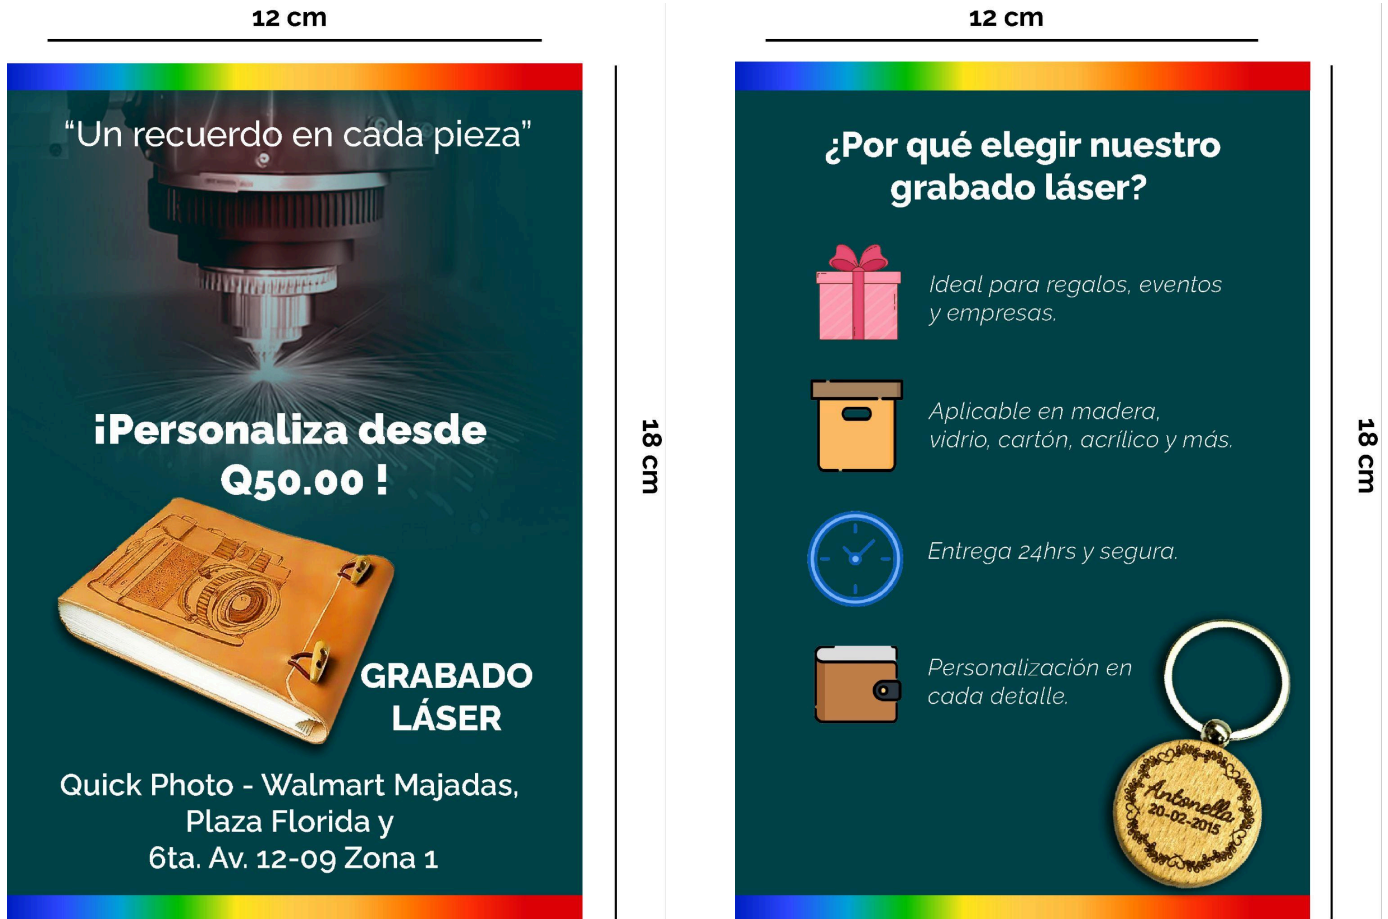 12 cm
“Un recuerdo en cada pieza”
¡Personaliza desde
Q50.00 !
GRABADO
LÁSER
Quick Photo - Walmart Majadas,
Plaza Florida y
6ta. Av. 12-09 Zona 1
18 cm
12 cm
¿Por qué elegir nuestro
grabado láser?
Ideal para regalos, eventos
y empresas.
Aplicable en madera,
vidrio, cartón, acrílico y más.
Entrega 24hrs y segura.
Personalización en
cada detalle.
Antonella
20-02-2015
18 cm